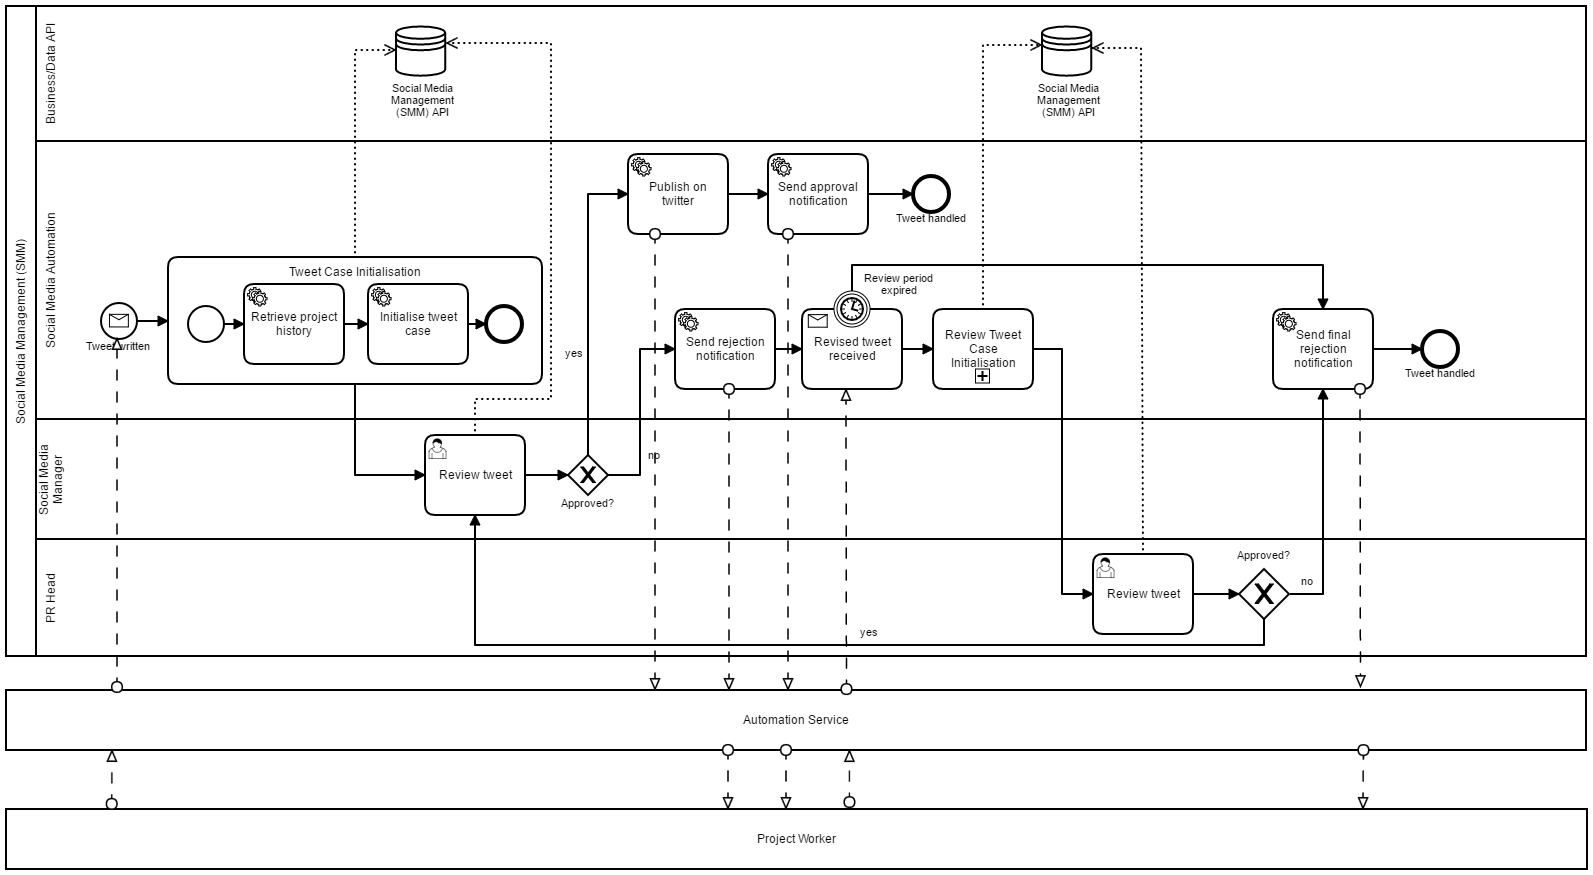 Social Media Management (SMM)
Business/Data API
Social Media
Management
(SMM) API
Social Media
Management
(SMM) API
Social Media Automation
Tweet written
Tweet Case Initialisation
Retrieve project
history
Initialise tweet
case
yes
Publish on
twitter
Send approval
notification
Tweet handled
Send rejection
notification
Review period
expired
Revised tweet
received
Review Tweet
Case
Initialisation
Send final
rejection
notification
Tweet handled
Social Media
Manager
Review tweet
Approved?
no
PR Head
Review tweet
Approved?
no
yes
Automation Service
Project Worker